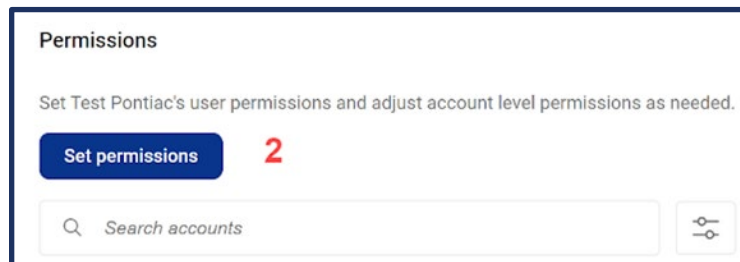 Permissions
Set Test Pontiac's user permissions and adjust account level permissions as needed.
Set permissions 2
Search accounts